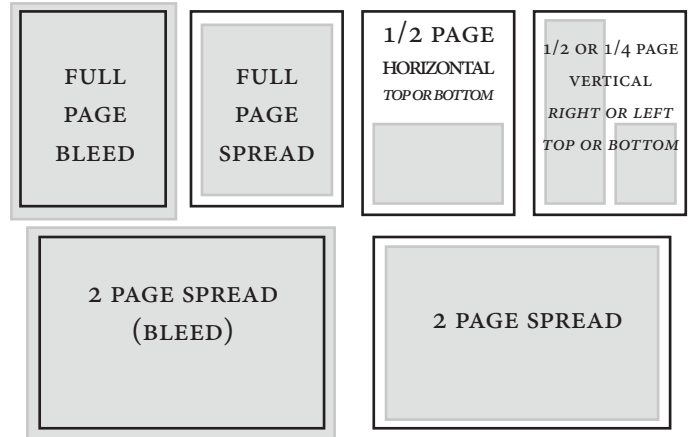 FULL
PAGE
BLEED
FULL
PAGE
SPREAD
1/2 PAGE
HORIZONTAL
TOP OR BOTTOM
1/2 OR 1/4 PAGE
VERTICAL
RIGHT OR LEFT
TOP OR BOTTOM
2 PAGE SPREAD
(BLEED)
2 PAGE SPREAD